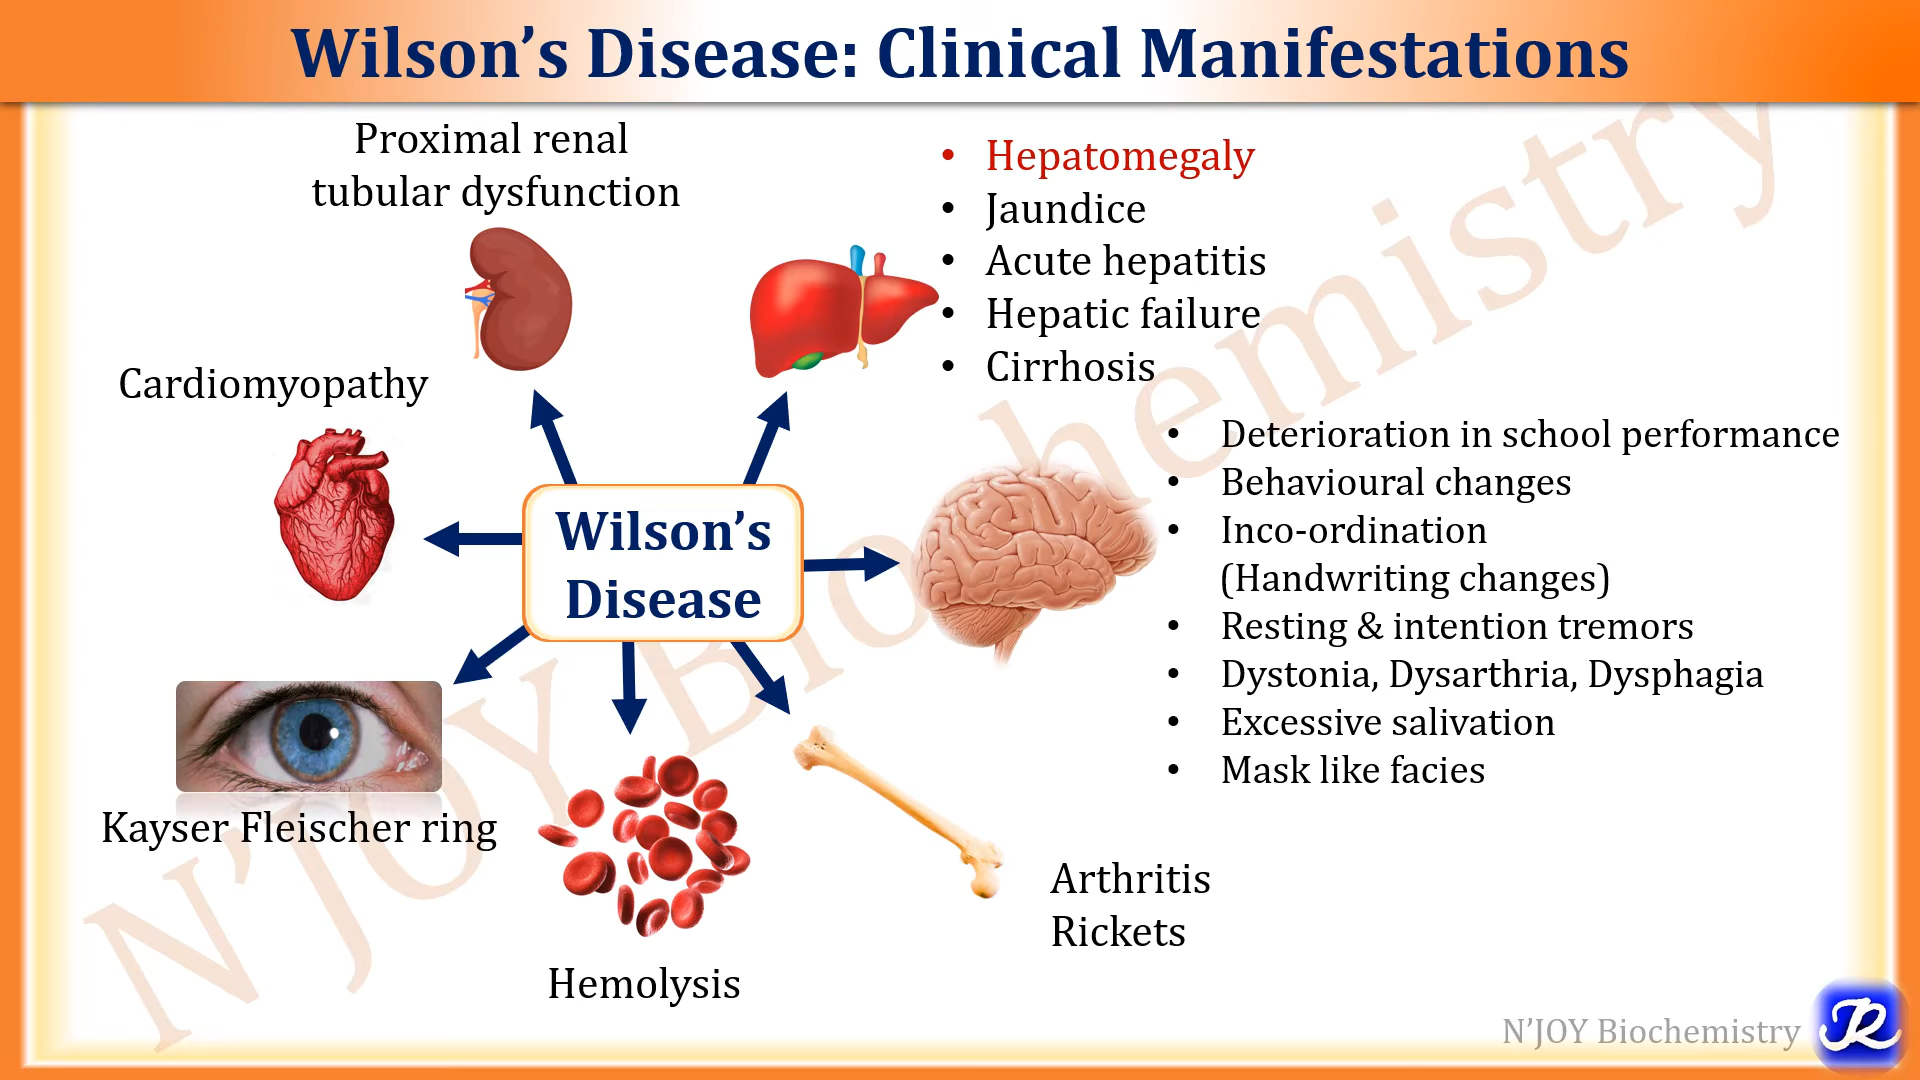 Wilson’s Disease: Clinical Manifestations
Proximal renal
tubular dysfunction
• Hepatomegaly
• Jaundice
• Acute hepatitis
• Hepatic failure
• Cirrhosis
Cardiomyopathy
• Deterioration in school performance
• Behavioural changes
• Inco-ordination
(Handwriting changes)
• Resting & intention tremors
• Dystonia, Dysarthria, Dysphagia
• Excessive salivation
• Mask like facies
Wilson’s
Disease
Kayser Fleischer ring
Hemolysis
Arthritis
Rickets
N’JOY Biochemistry
N’JOY Biochemistry
JR